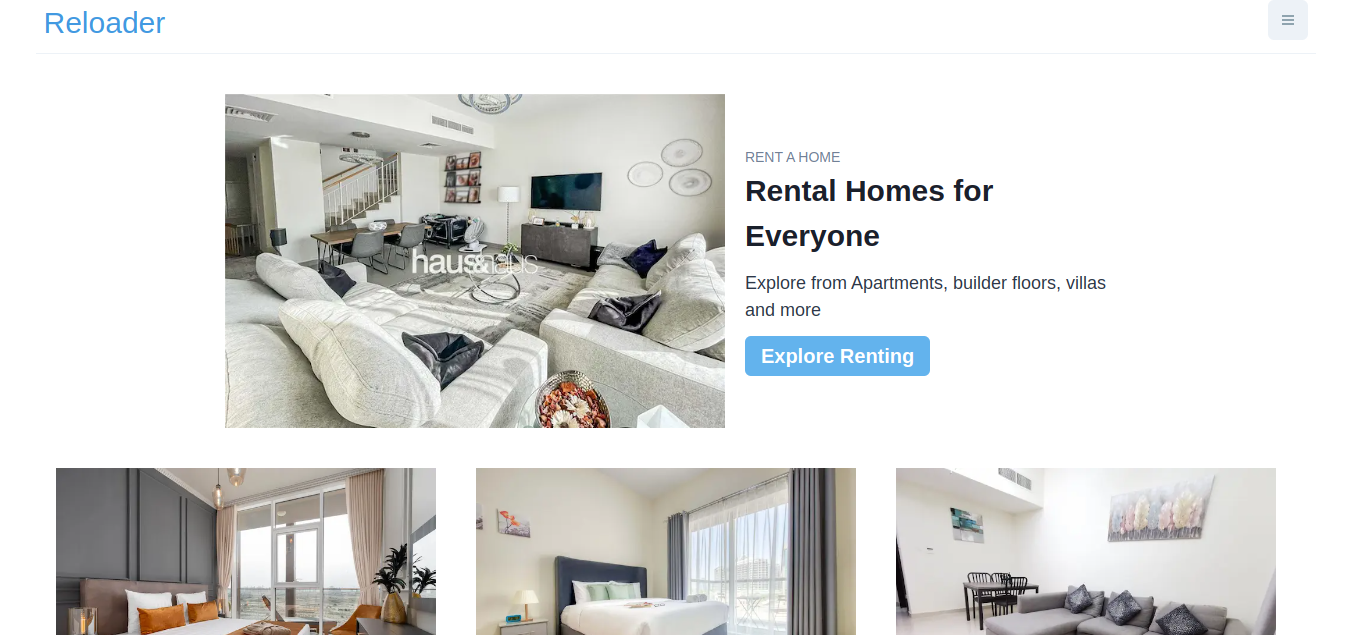 Reloader
RENT A HOME
Rental Homes for
Everyone
Explore from Apartments, builder floors, villas
and more
Explore Renting
haus&haus